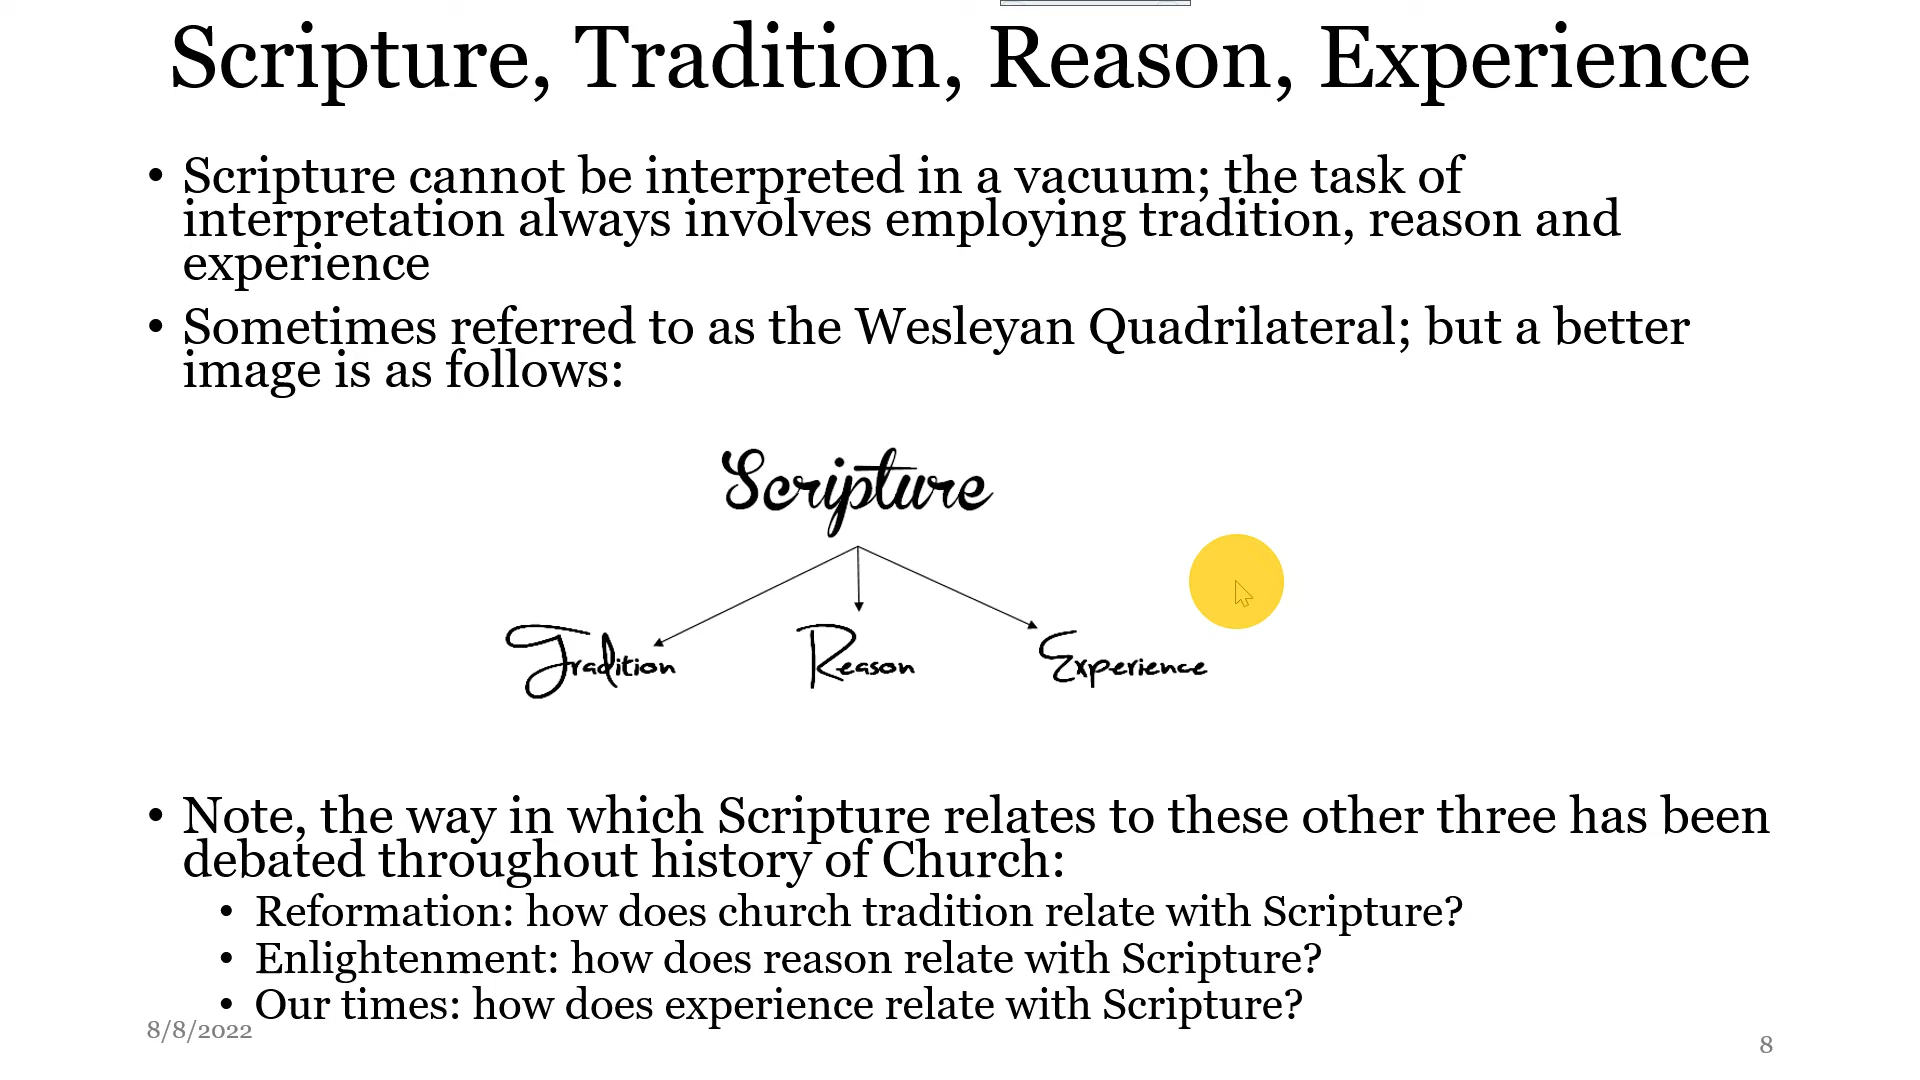 Scripture, Tradition, Reason, Experience
• Scripture cannot be interpreted in a vacuum; the task of
interpretation always involves employing tradition, reason and
experience
• Sometimes referred to as the Wesleyan Quadrilateral; but a better
image is as follows:
Scripture
Tradition Reason Experience
• Note, the way in which Scripture relates to these other three has been
debated throughout history of Church:
• Reformation: how does church tradition relate with Scripture?
• Enlightenment: how does reason relate with Scripture?
• Our times: how does experience relate with Scripture?
8/8/2022
8